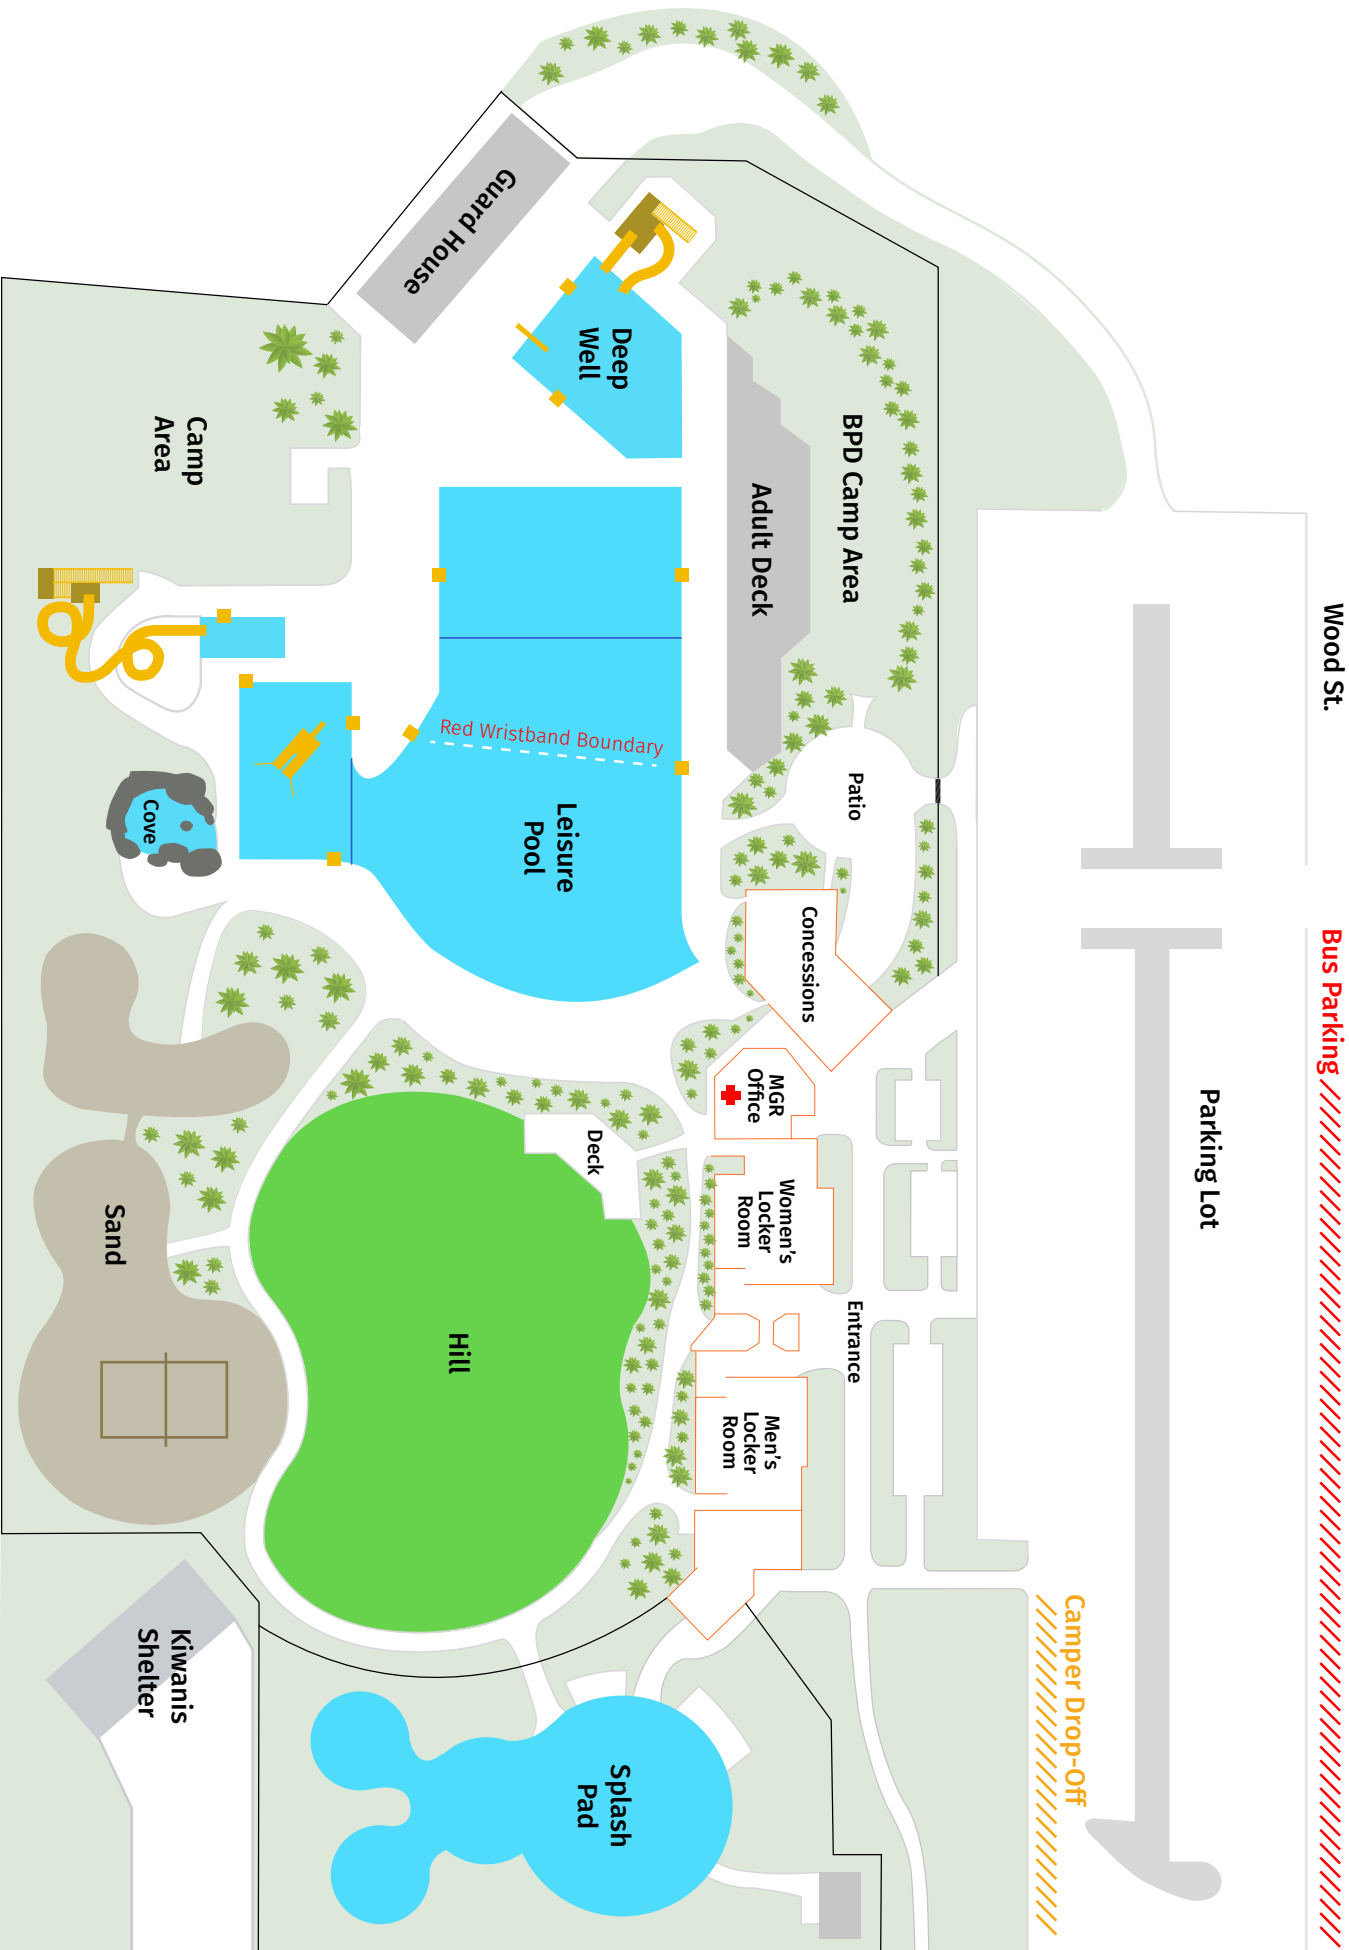 Wood St.
Bus Parking
Parking Lot
Camper Drop-Off
Guard House
Deep
Well
BPD Camp Area
Adult Deck
Camp
Area
Red Wristband Boundary
Patio
Leisure
Pool
Cove
Concessions
MGR
Office
Deck
Women's
Locker
Room
Entrance
Sand
Hill
Men's
Locker
Room
Kiwanis
Shelter
Splash
Pad